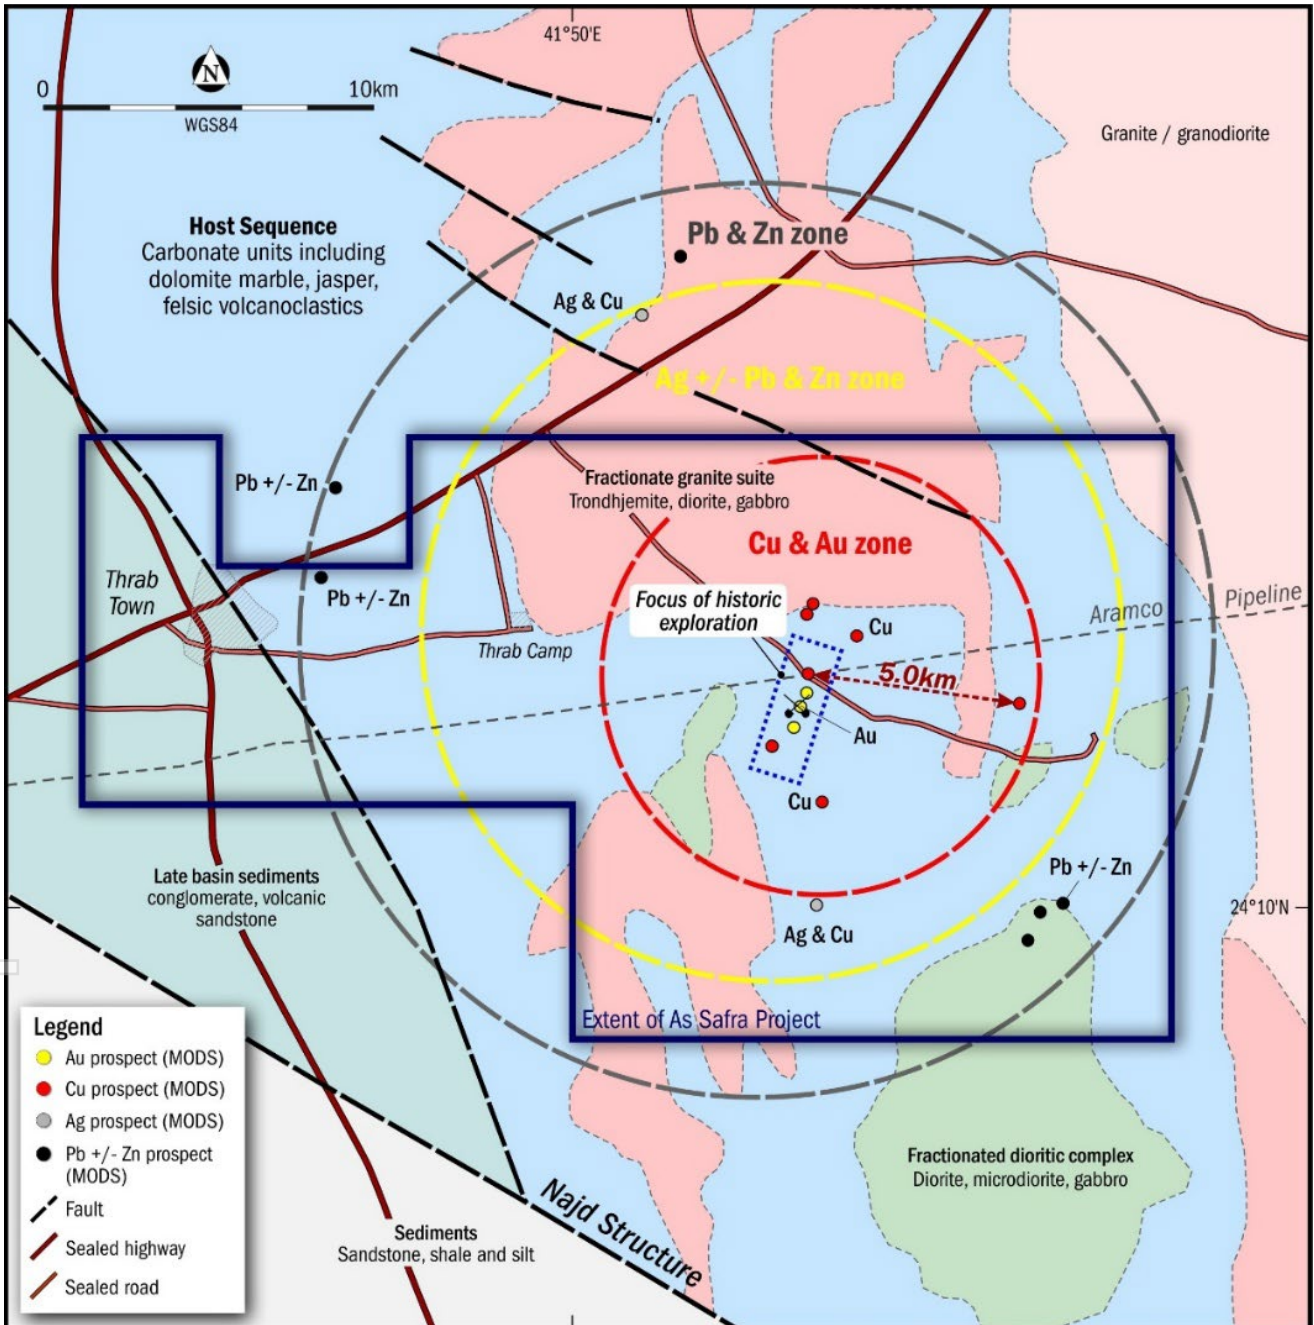 41°50'E
0
10km
N
WGS84
Granite / granodiorite
Host Sequence
Carbonate units including
dolomite marble, jasper,
felsic volcanoclastics
Pb & Zn zone
Ag & Cu
Ag +/- Pb & Zn zone
Pb +/- Zn
Fractionate granite suite
Trondhjemite, diorite, gabbro
Cu & Au zone
Thrab
Town
Pb +/- Zn
Focus of historic
exploration
Cu
Aramco
Pipeline
Thrab Camp
5.0km
Au
Cu
Late basin sediments
conglomerate, volcanic
sandstone
Pb +/- Zn
24°10'N
Ag & Cu
Extent of As Safra Project
Legend
Au prospect (MODS)
Cu prospect (MODS)
Ag prospect (MODS)
Pb +/- Zn prospect
(MODS)
Fault
Sealed highway
Sealed road
Fractionated dioritic complex
Diorite, microdiorite, gabbro
Najd Structure
Sediments
Sandstone, shale and silt